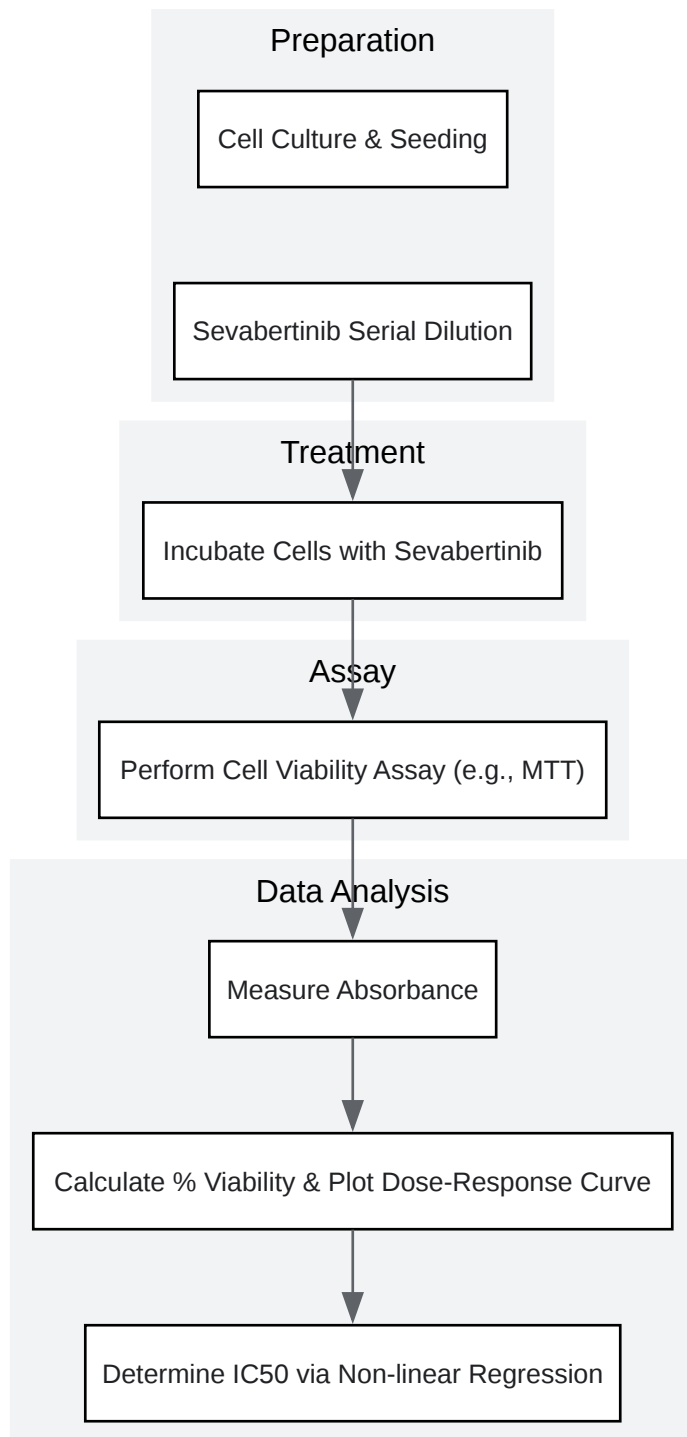 Preparation
Cell Culture & Seeding
Sevabertinib Serial Dilution
Treatment
Incubate Cells with Sevabertinib
Assay
Perform Cell Viability Assay (e.g., MTT)
Data Analysis
Measure Absorbance
Calculate % Viability & Plot Dose-Response Curve
Determine IC50 via Non-linear Regression